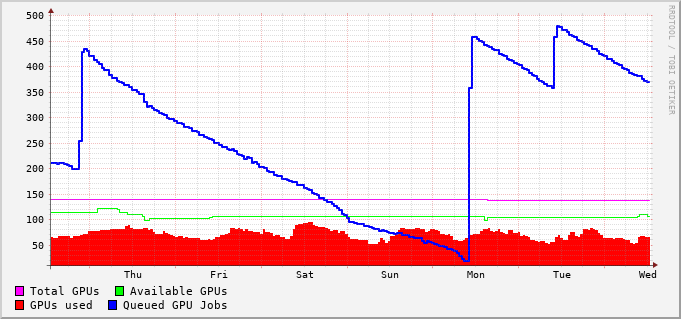 500
450
400
350
300
250
200
150
100
50
Thu Fri Sat Sun Mon Tue Wed
Total GPUs Available GPUs
GPUs used Queued GPU Jobs
RRDTOOL / TOBI OETIKER